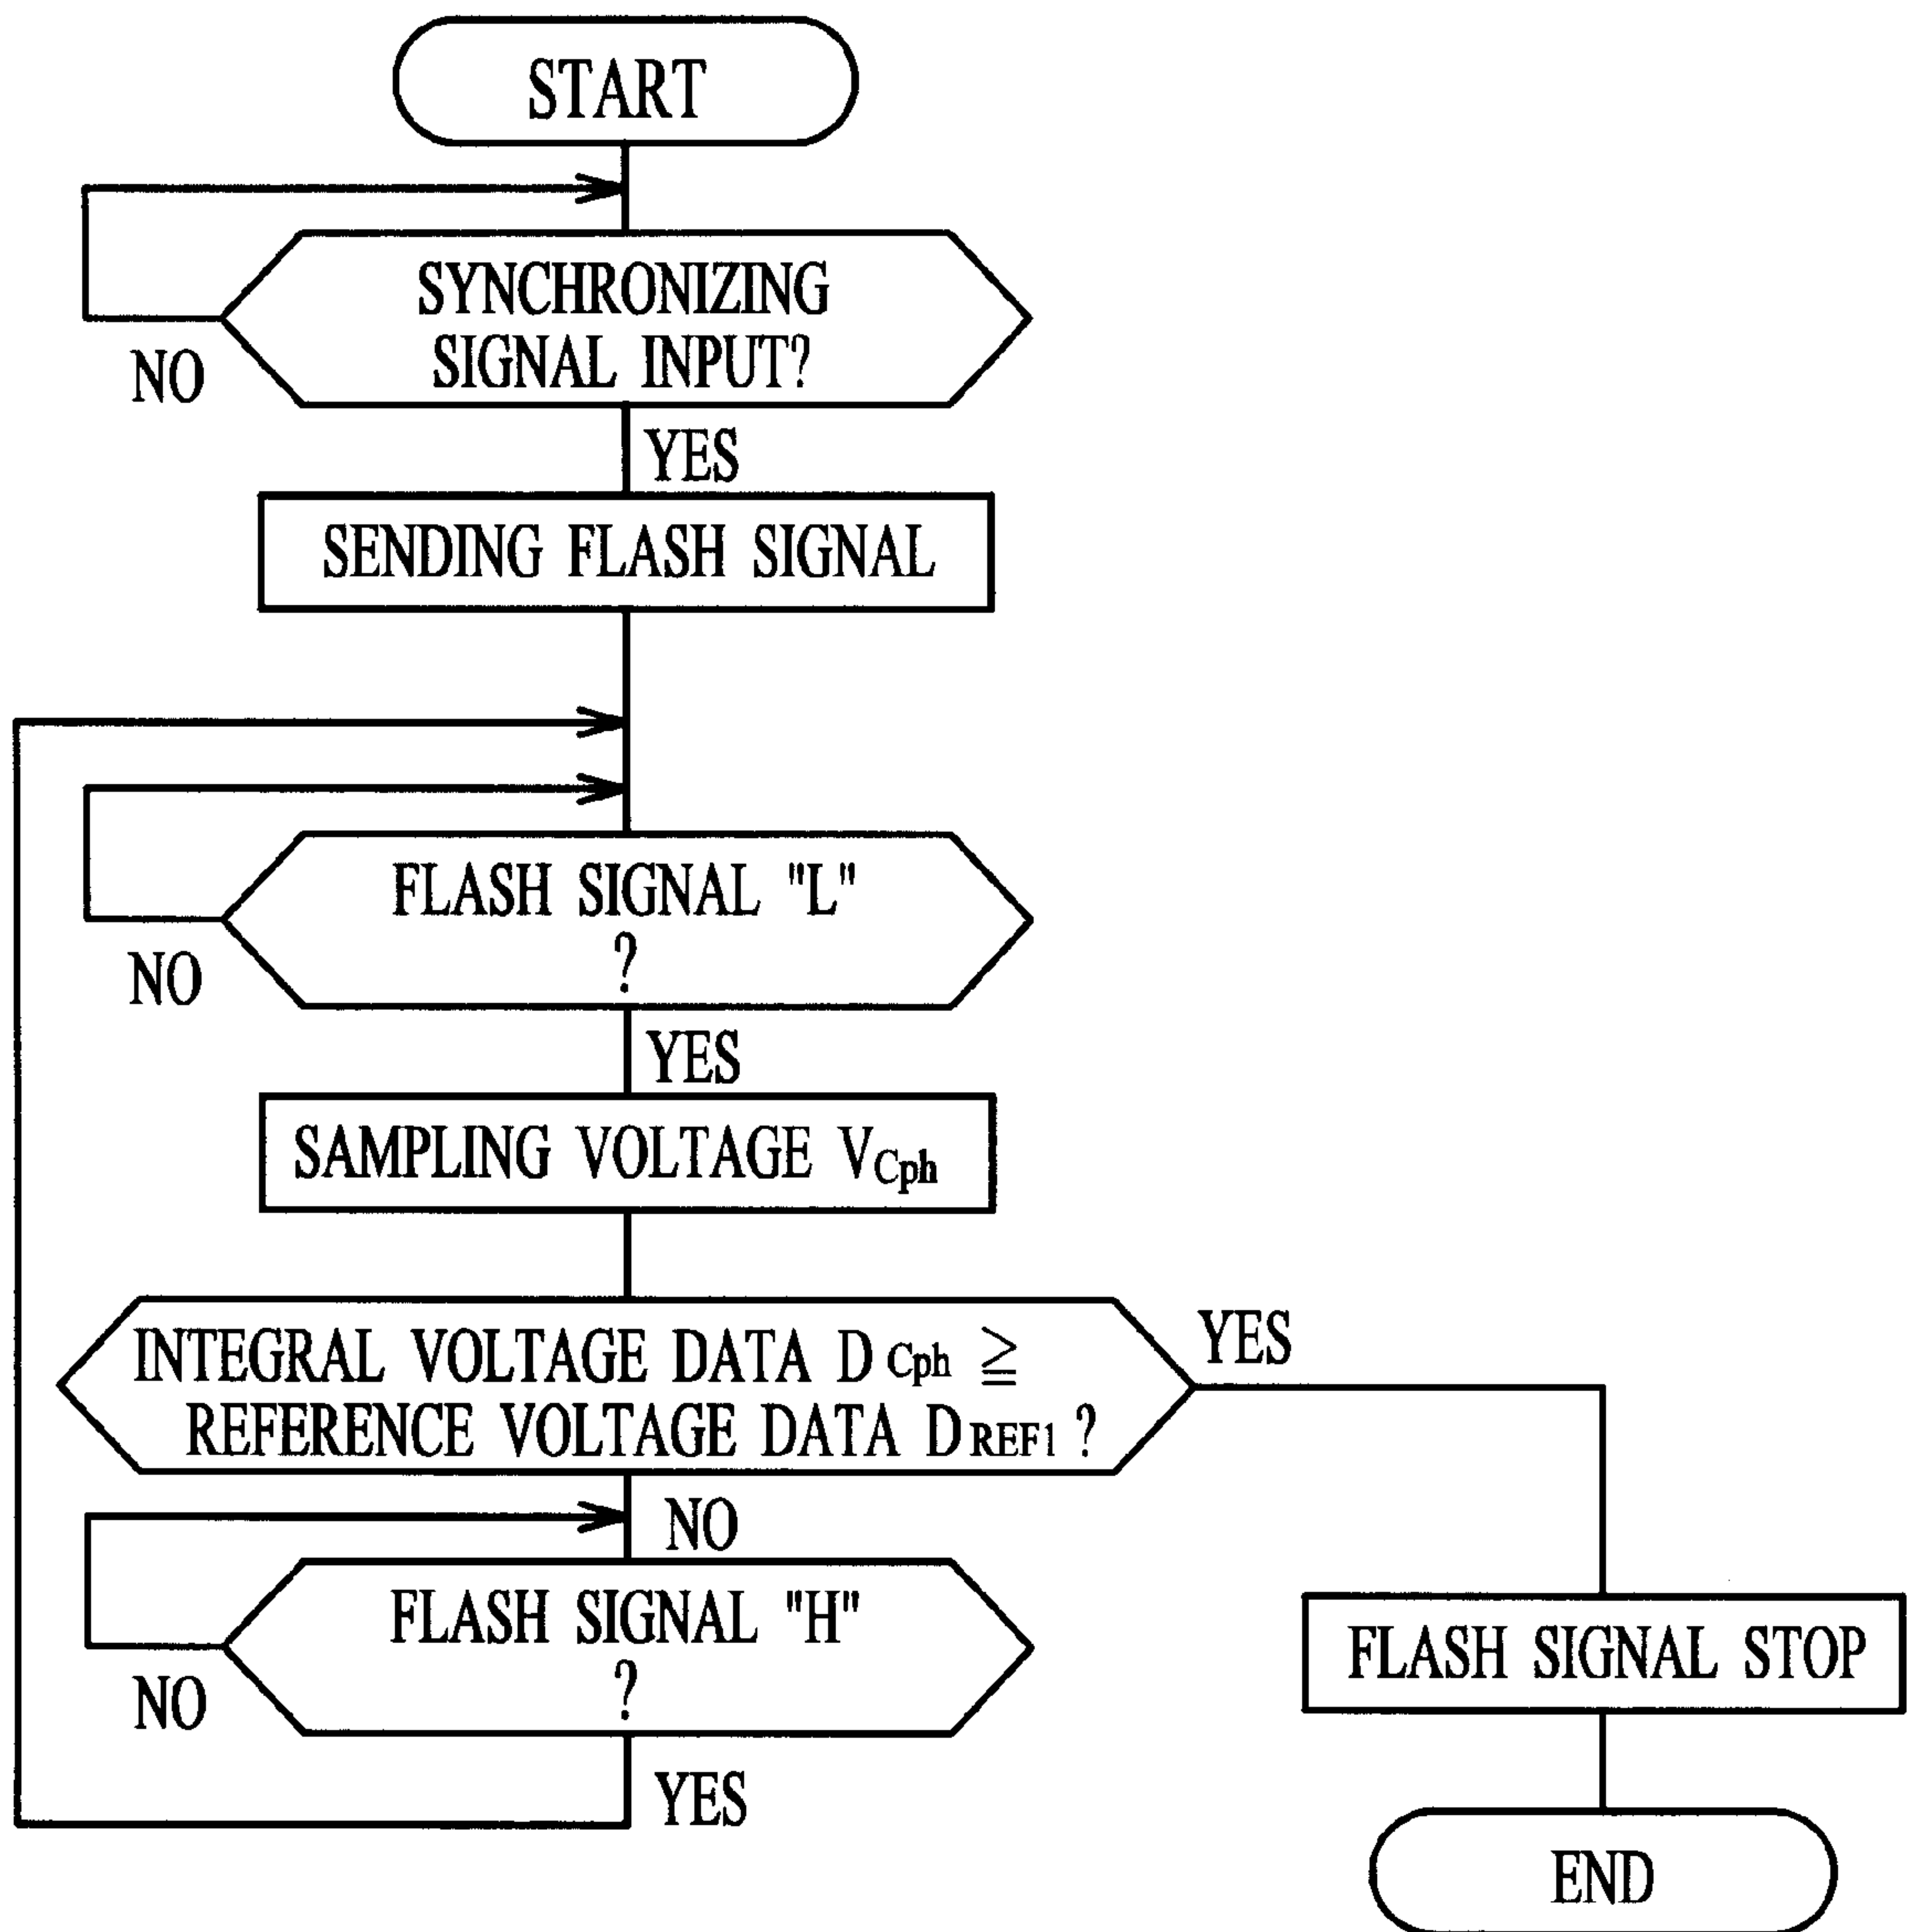 START
SYNCHRONIZING
SIGNAL INPUT?
NO
YES
SENDING FLASH SIGNAL
FLASH SIGNAL "L"
?
NO
YES
SAMPLING VOLTAGE VCph
INTEGRAL VOLTAGE DATA DCph ≧
REFERENCE VOLTAGE DATA DREF1 ?
YES
NO
FLASH SIGNAL "H"
?
NO
YES
FLASH SIGNAL STOP
END